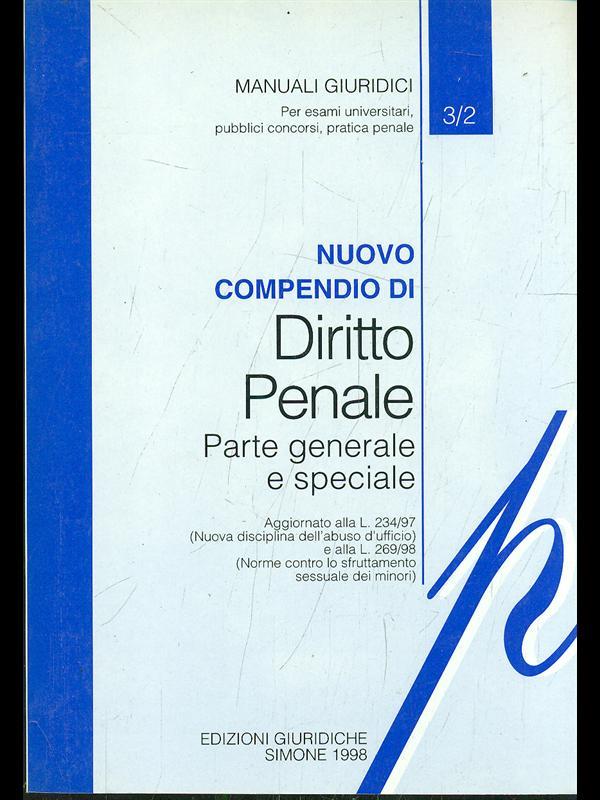 MANUALI GIURIDICI
Per esami universitari,
pubblici concorsi, pratica penale
3/2
NUOVO
COMPENDIO DI
Diritto
Penale
Parte generale
e speciale
Aggiornato alla L. 234/97
(Nuova disciplina dell'abuso d'ufficio)
e alla L. 269/98
(Norme contro lo sfruttamento
sessuale dei minori)
p
EDIZIONI GIURIDICHE
SIMONE 1998